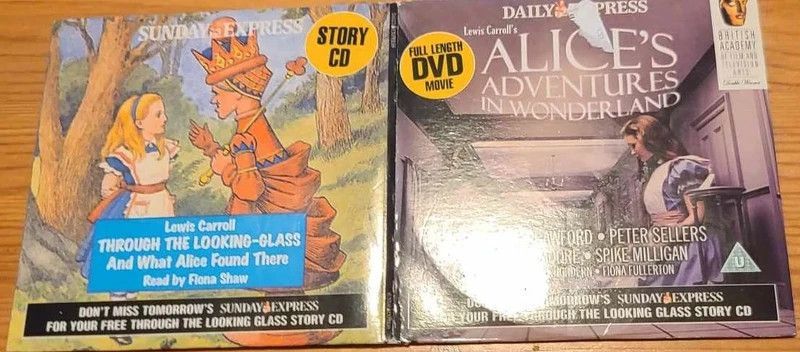 SUNDAY EXPRESS
STORY
CD
Lewis Carroll
THROUGH THE LOOKING-GLASS
And What Alice Found There
Read by Fiona Shaw
DON'T MISS TOMORROW'S SUNDAY EXPRESS
FOR YOUR FREE THROUGH THE LOOKING GLASS STORY CD
DAILY EXPRESS
FULL LENGTH
DVD
MOVIE
Lewis Carroll's
ALICE'S
ADVENTURES
IN WONDERLAND
BRITISH
ACADEMY
OF FILM AND
TELEVISION
ARTS
Double Winner
PETER SELLERS
SPIKE MILLIGAN
FIONA FULLERTON
U
TOMORROW'S SUNDAY EXPRESS
YOUR FREE THROUGH THE LOOKING GLASS STORY CD